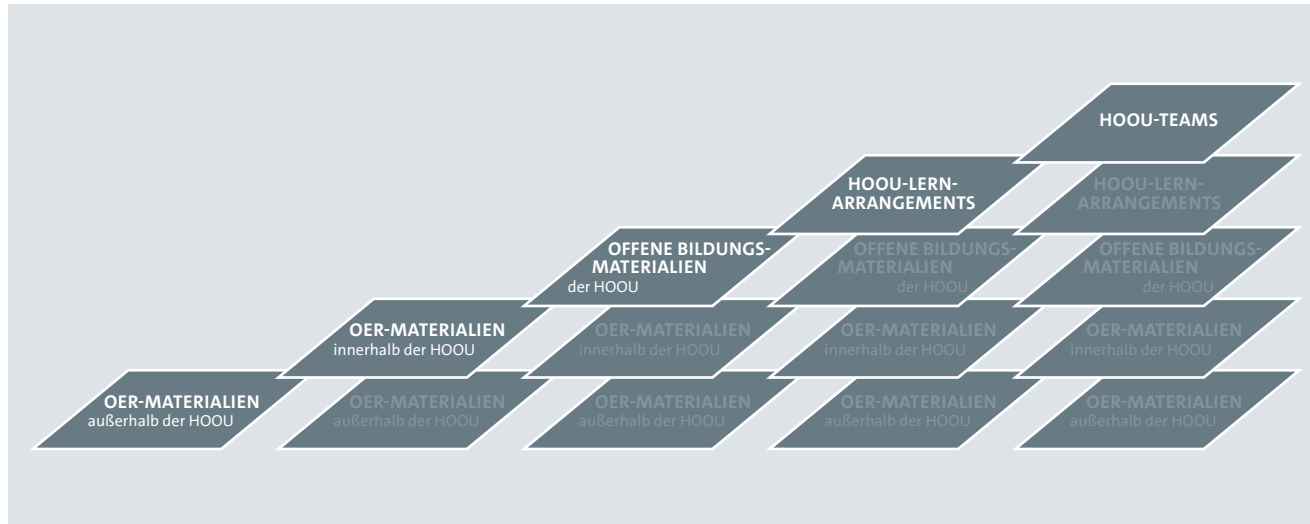 HOOU-TEAMS
HOOU-LERN-
ARRANGEMENTS
HOOU-LERN-
ARRANGEMENTS
OFFENE BILDUNGS-
MATERIALIEN
der HOOU
OFFENE BILDUNGS-
MATERIALIEN
der HOOU
OFFENE BILDUNGS-
MATERIALIEN
der HOOU
OER-MATERIALIEN
innerhalb der HOOU
OER-MATERIALIEN
innerhalb der HOOU
OER-MATERIALIEN
innerhalb der HOOU
OER-MATERIALIEN
innerhalb der HOOU
OER-MATERIALIEN
außerhalb der HOOU
OER-MATERIALIEN
außerhalb der HOOU
OER-MATERIALIEN
außerhalb der HOOU
OER-MATERIALIEN
außerhalb der HOOU
OER-MATERIALIEN
außerhalb der HOOU